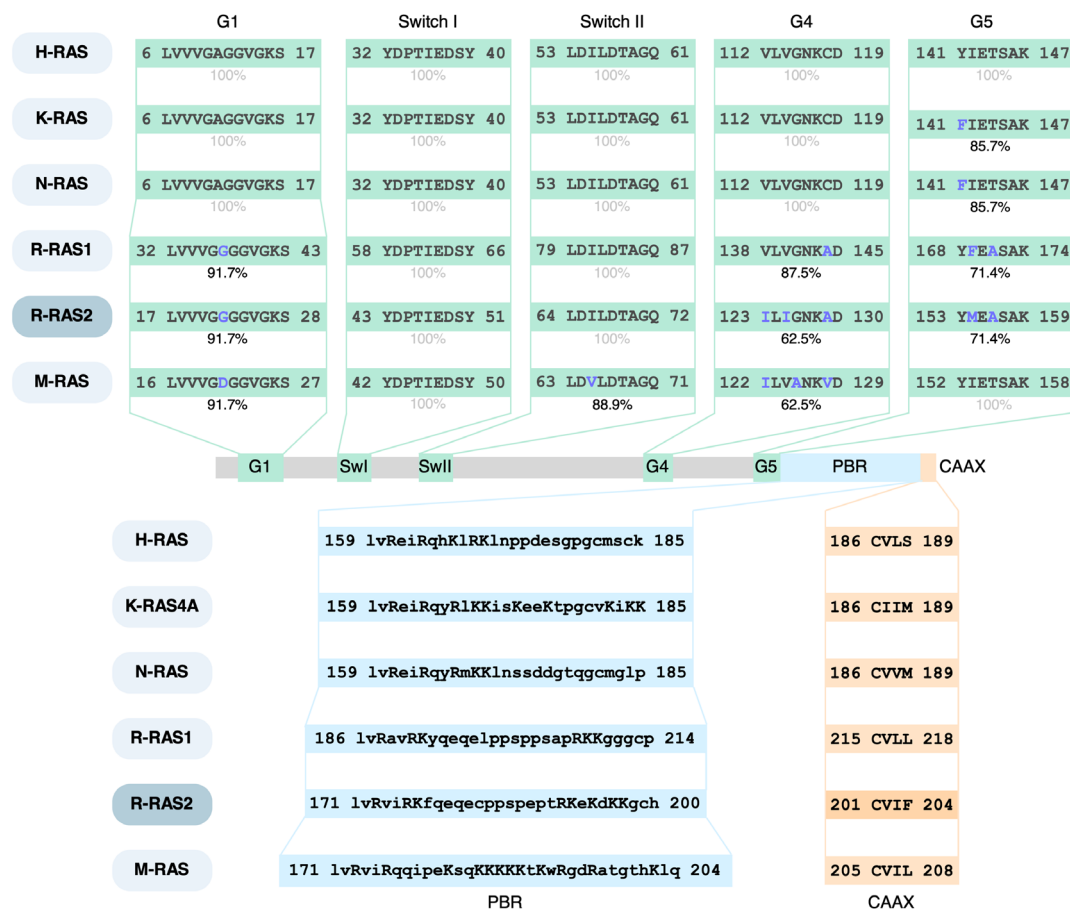 G1 Switch I Switch II G4 G5
H-RAS 6 LVVVGAGGVGKS 17 32 YDPTIEDSY 40 53 LDILDTAGQ 61 112 VLVGNKCD 119 141 YIETSAK 147
100% 100% 100% 100% 100%
K-RAS 6 LVVVGAGGVGKS 17 32 YDPTIEDSY 40 53 LDILDTAGQ 61 112 VLVGNKCD 119 141 FIETSAK 147
100% 100% 100% 100% 85.7%
N-RAS 6 LVVVGAGGVGKS 17 32 YDPTIEDSY 40 53 LDILDTAGQ 61 112 VLVGNKCD 119 141 FIETSAK 147
100% 100% 100% 100% 85.7%
R-RAS1 32 LVVVGGGGVGKS 43 58 YDPTIEDSY 66 79 LDILDTAGQ 87 138 VLVGNKAD 145 168 YFEASAK 174
91.7% 100% 100% 87.5% 71.4%
R-RAS2 17 LVVVGGGGVGKS 28 43 YDPTIEDSY 51 64 LDILDTAGQ 72 123 ILIGNKAD 130 153 YMEASAK 159
91.7% 100% 100% 62.5% 71.4%
M-RAS 16 LVVVGDGGVGKS 27 42 YDPTIEDSY 50 63 LDVLDTAGQ 71 122 ILVANKVD 129 152 YIETSAK 158
91.7% 100% 88.9% 62.5% 100%
G1 SwI SwII G4 G5 PBR CAAX
H-RAS 159 lvReiRqhKlRKlnppdesgpgcmsck 185 186 CVLS 189
K-RAS4A 159 lvReiRqyRlKKisKeeKtpgcvKiKK 185 186 CIIM 189
N-RAS 159 lvReiRqyRmKKlnssddgtqgcmglp 185 186 CVVM 189
R-RAS1 186 lvRavRKyqeqelppsppsapRKKgggcp 214 215 CVLL 218
R-RAS2 171 lvRviRKfqeqecppspeptRKeKdKKgch 200 201 CVIF 204
M-RAS 171 lvRviRqqipeKsqKKKKKtKwRgdRatgthKlq 204 205 CVIL 208
PBR CAAX